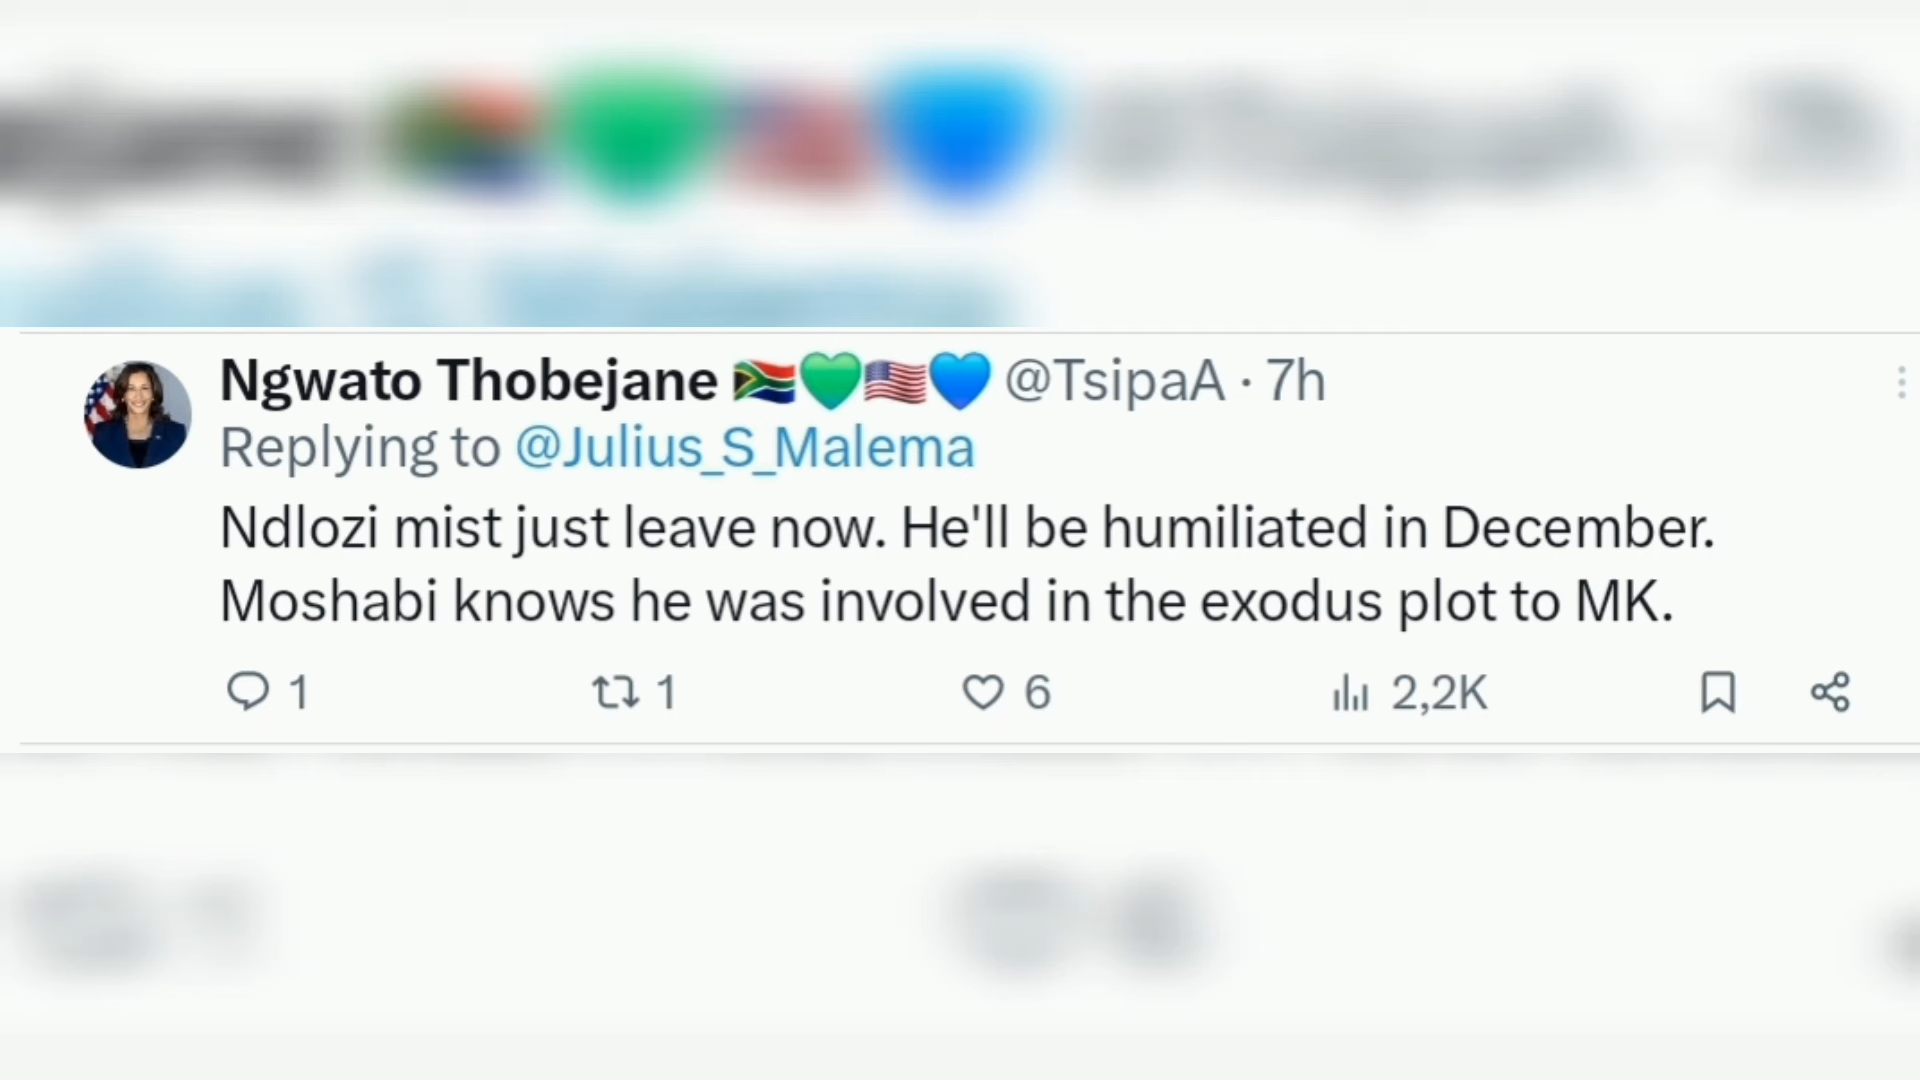 Ngwato Thobejane 🇿🇦💚🇺🇸💙 @TsipaA · 7h
Replying to @Julius_S_Malema
Ndlozi mist just leave now. He'll be humiliated in December.
Moshabi knows he was involved in the exodus plot to MK.
1 1 6 2,2K